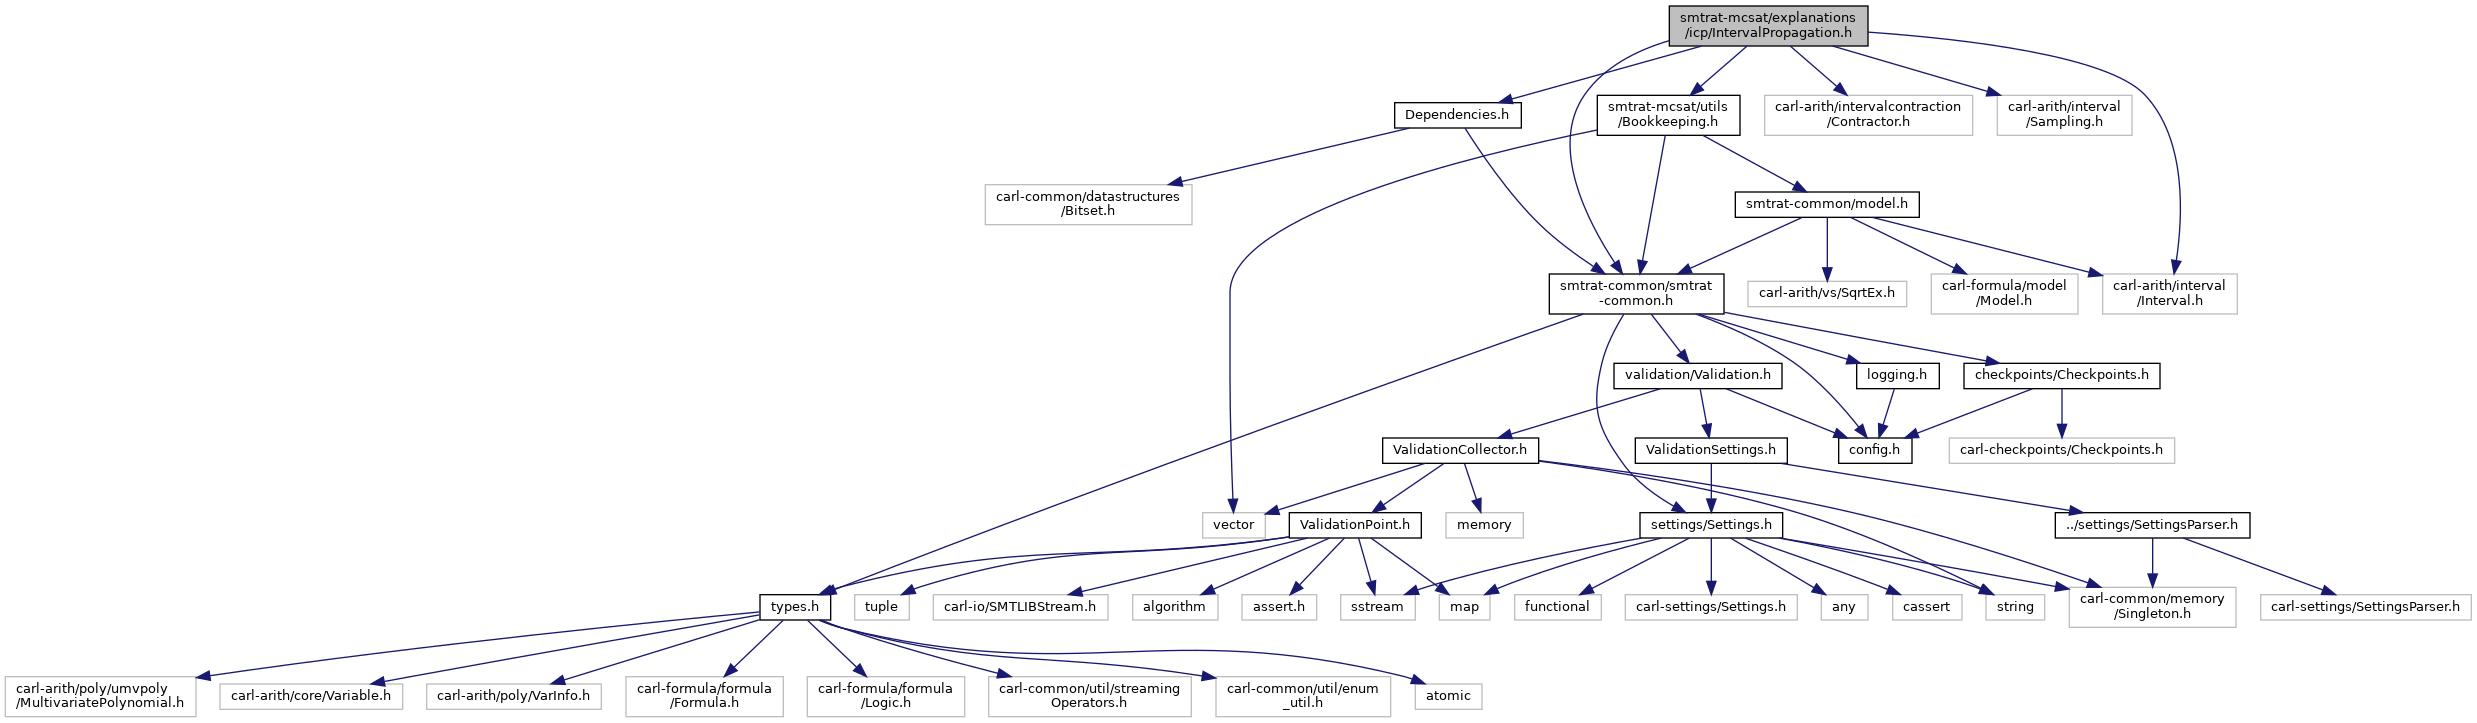 smtrat-mcsat/explanations
/icp/IntervalPropagation.h
Dependencies.h
smtrat-mcsat/utils
/Bookkeeping.h
carl-arith/intervalcontraction
/Contractor.h
carl-arith/interval
/Sampling.h
carl-common/datastructures
/Bitset.h
smtrat-common/model.h
smtrat-common/smtrat
-common.h
carl-arith/vs/SqrtEx.h
carl-formula/model
/Model.h
carl-arith/interval
/Interval.h
validation/Validation.h
logging.h
checkpoints/Checkpoints.h
ValidationCollector.h
ValidationSettings.h
config.h
carl-checkpoints/Checkpoints.h
vector
ValidationPoint.h
memory
settings/Settings.h
../settings/SettingsParser.h
types.h
tuple
carl-io/SMTLIBStream.h
algorithm
assert.h
sstream
map
functional
carl-settings/Settings.h
any
cassert
string
carl-common/memory
/Singleton.h
carl-settings/SettingsParser.h
carl-arith/poly/umvpoly
/MultivariatePolynomial.h
carl-arith/core/Variable.h
carl-arith/poly/VarInfo.h
carl-formula/formula
/Formula.h
carl-formula/formula
/Logic.h
carl-common/util/streaming
Operators.h
carl-common/util/enum
_util.h
atomic